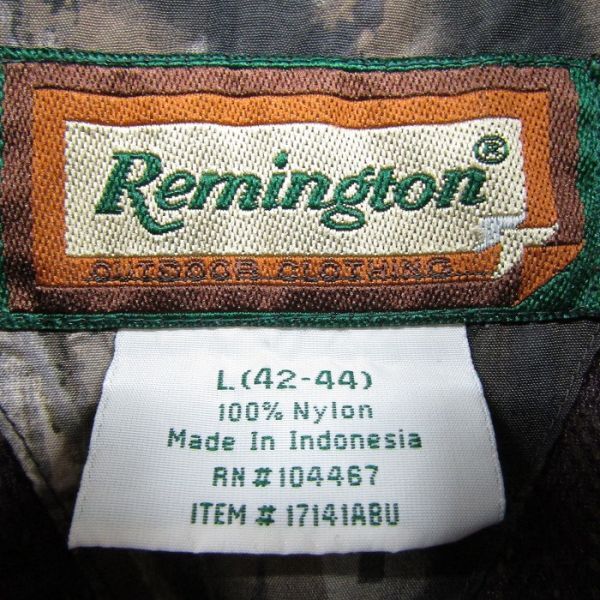 Remington®
OUTDOOR CLOTHING
L (42-44)
100% Nylon
Made In Indonesia
RN # 104467
ITEM # 17141ABU